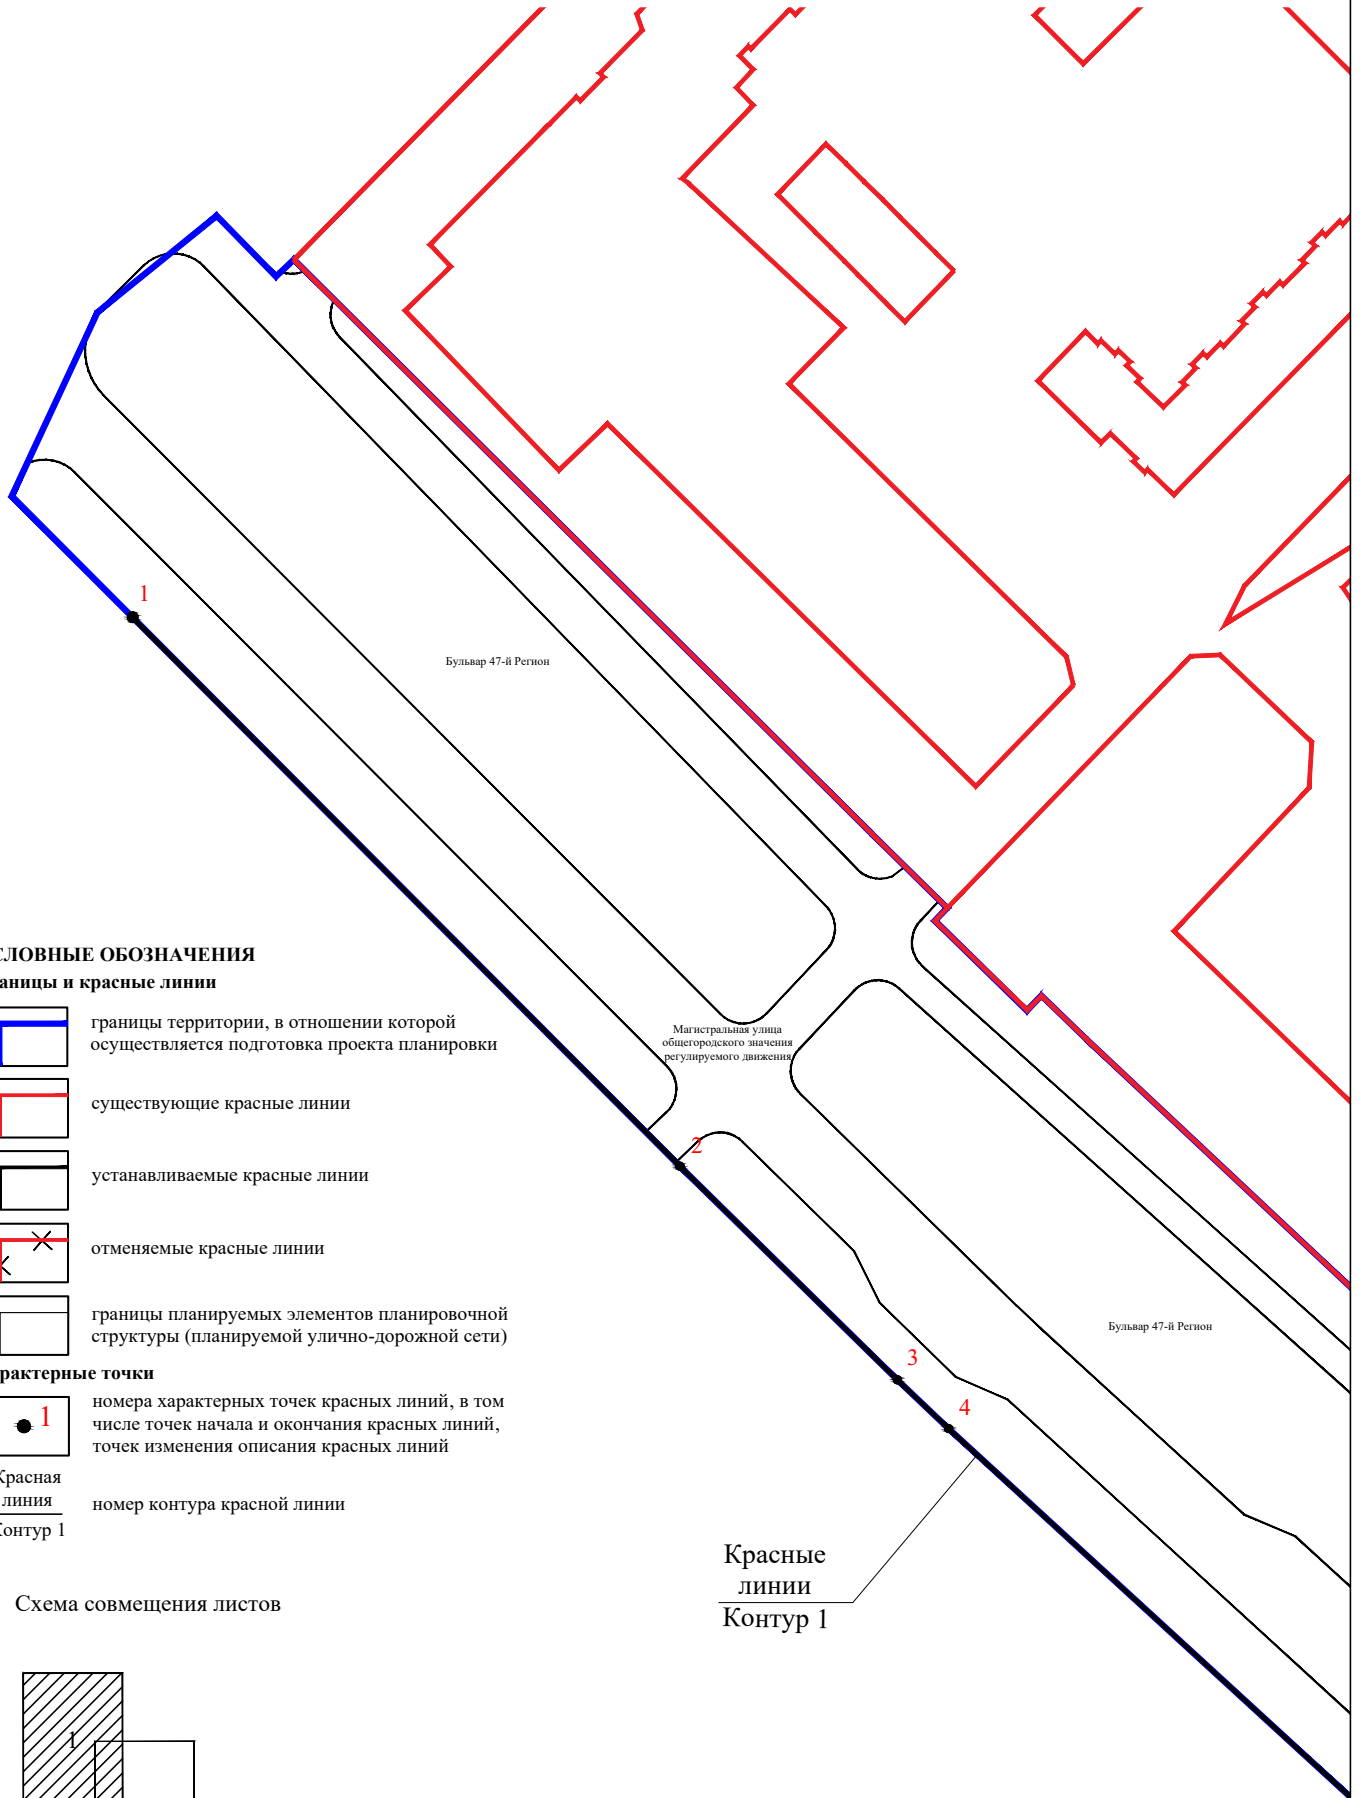 1
Бульвар 47-й Регион
СЛОВНЫЕ ОБОЗНАЧЕНИЯ
аницы и красные линии
границы территории, в отношении которой
осуществляется подготовка проекта планировки
существующие красные линии
устанавливаемые красные линии
отменяемые красные линии
границы планируемых элементов планировочной
структуры (планируемой улично-дорожной сети)
рактерные точки
1
номера характерных точек красных линий, в том
числе точек начала и окончания красных линий,
точек изменения описания красных линий
Красная
линия
Контур 1
номер контура красной линии
Магистральная улица
общегородского значения
регулируемого движения
2
3
4
Бульвар 47-й Регион
Красные
линии
Контур 1
Схема совмещения листов
1